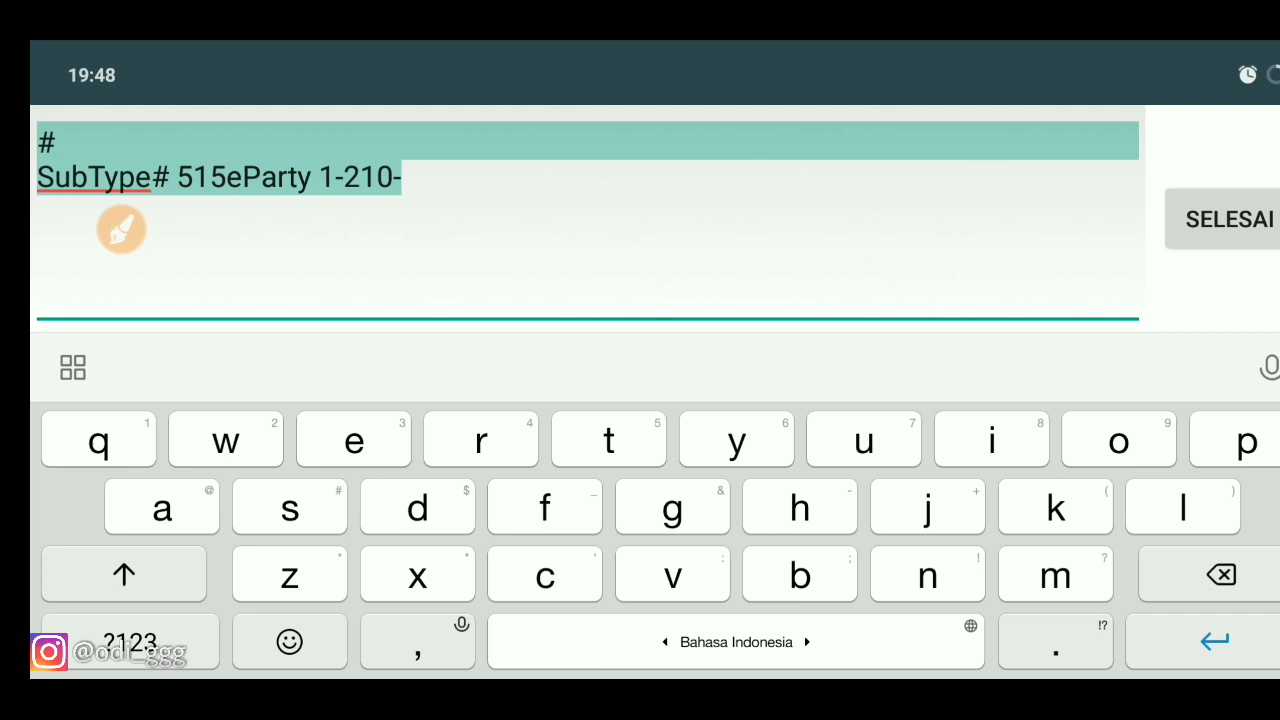 19:48
#
SubType# 515eParty 1-210-
SELESAI
q 1 w 2 e 3 r 4 t 5 y 6 u 7 i 8 o 9 p
a @ s # d $ f _ g & h - j + k ( l )
z * x " c ' v : b ; n ! m ?
?123 , Bahasa Indonesia . !?
@odi_ggg